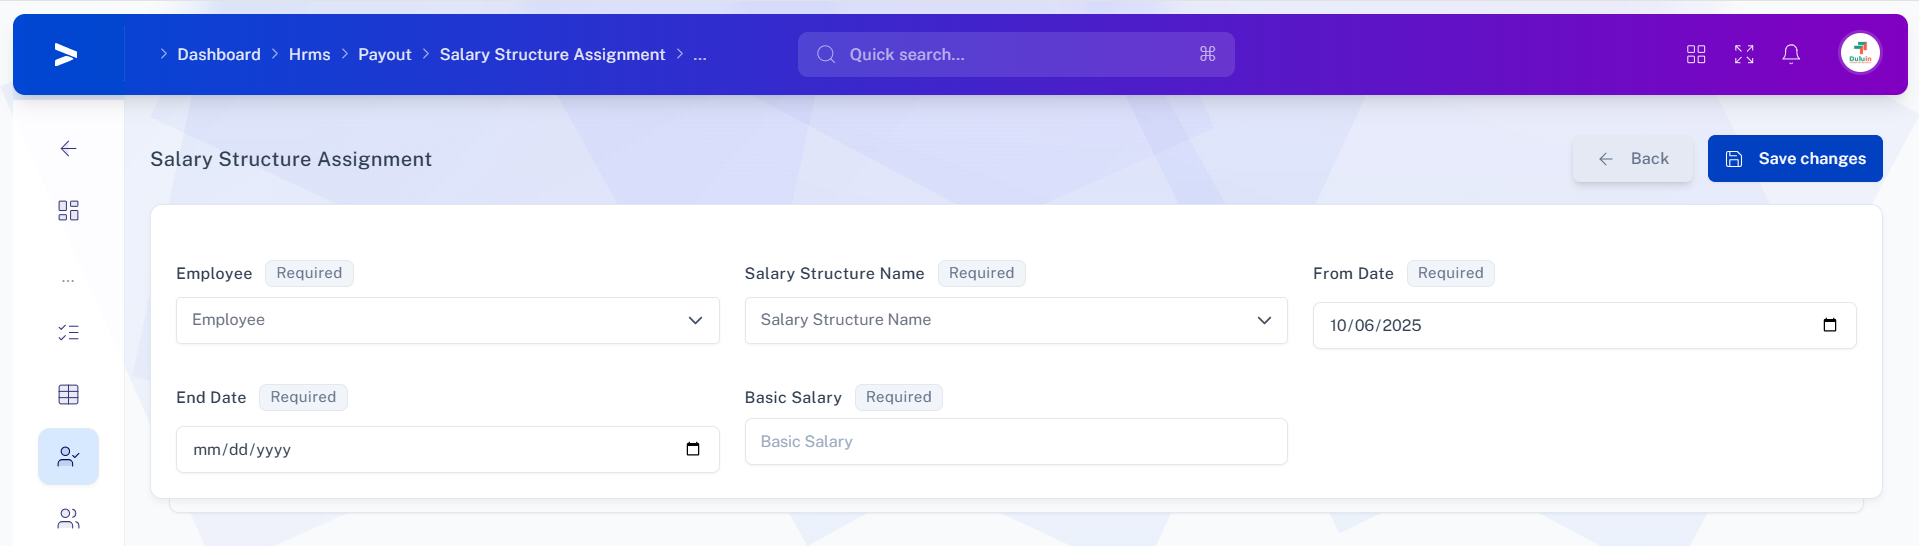 Dashboard Hrms Payout Salary Structure Assignment ...
Quick search... ⌘
Duluin
Salary Structure Assignment
Back
Save changes
...
Employee Required
Employee
Salary Structure Name Required
Salary Structure Name
From Date Required
10/06/2025
End Date Required
mm/dd/yyyy
Basic Salary Required
Basic Salary